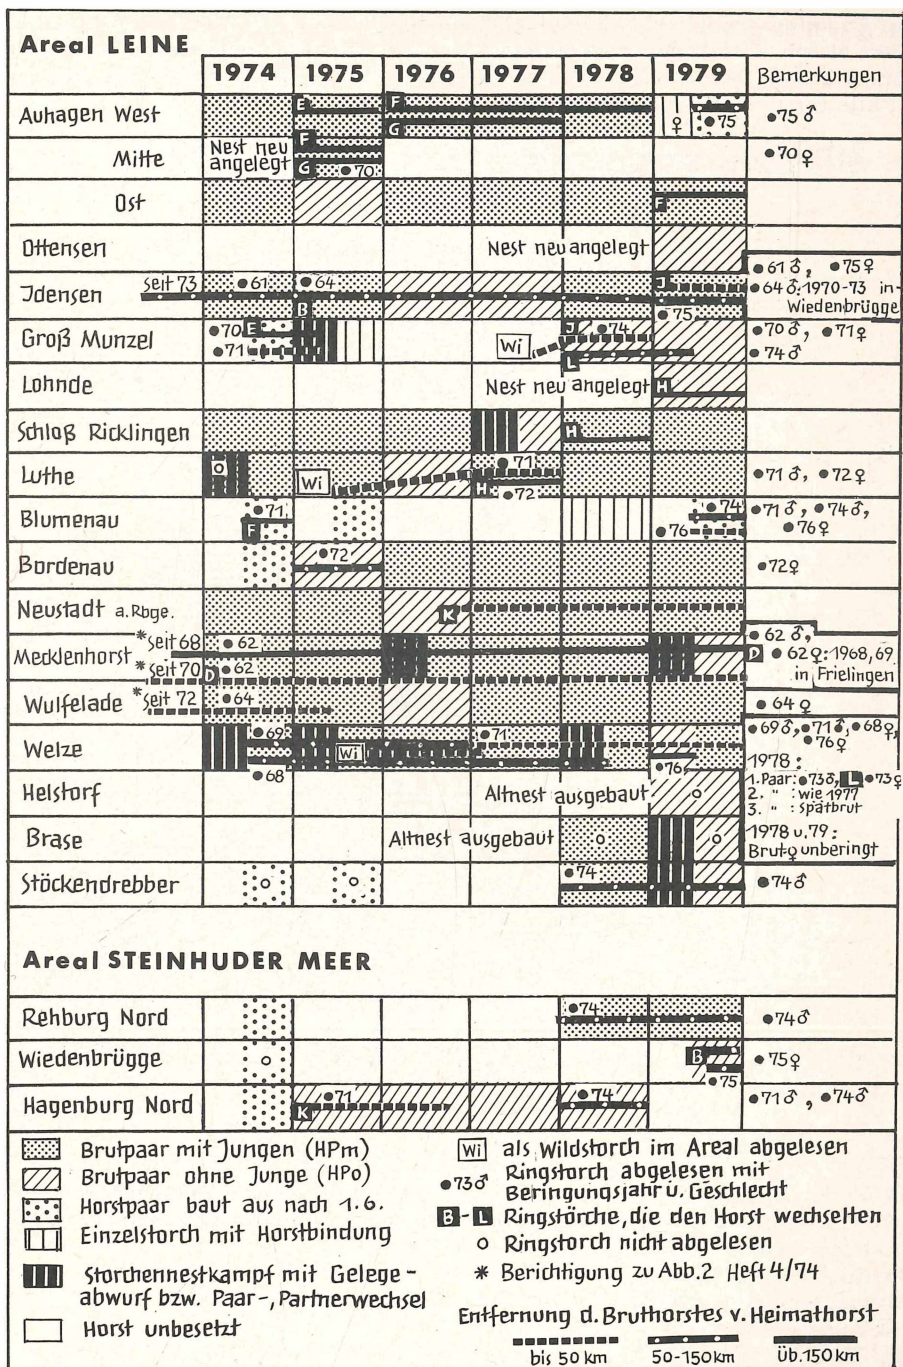 Areal LEINE
1974 1975 1976 1977 1978 1979 Bemerkungen
Auhagen West E F G ♀ •75 •75♂
Mitte Nest neu angelegt F G •70 •70♀
Ost F
Ottensen Nest neu angelegt
Idensen seit 73 •61 •64 B J •75 •61♂, •75♀
•64♂: 1970-73 in Wiedenbrügge
Groß Munzel •70 E •71 Wi J •74 L •70♂, •71♀
•74♂
Lohnde Nest neu angelegt H
Schloß Ricklingen H
Luthe Wi •71 H •72 •71♂, •72♀
Blumenau •71 F •74 •76 •71♂, •74♂,
•76♀
Bordenau •72 •72♀
Neustadt a. Rbge. K
Mecklenhorst *seit 68 •62 •62♂,
*seit 70 D •62 D •62♀: 1968,69
in Frielingen
Wulfelade *seit 72 •64 •64♀
Welze •69 •68 Wi •71 •76 •69♂, •71♂, •68♀,
•76♀
1978:
1. Paar: •73♂, L •73♀
2. " : wie 1977
3. " : spätbrut
Helstorf Altnest ausgebaut
Brase Altnest ausgebaut 1978 u. 79:
Brut♀ unberingt
Stöckendrebber •74 •74♂
Areal STEINHUDER MEER
Rehburg Nord •74 •74♂
Wiedenbrügge B •75 •75♀
Hagenburg Nord •71 K •74 •71♂, •74♂
Brutpaar mit Jungen (HPm)
Brutpaar ohne Junge (HPo)
Horstpaar baut aus nach 1.6.
Einzelstorch mit Horstbindung
Storchennestkampf mit Gelege-
abwurf bzw. Paar-, Partnerwechsel
Horst unbesetzt
Wi als Wildstorch im Areal abgelesen
•73♂ Ringstorch abgelesen mit
Beringungsjahr u. Geschlecht
B-L Ringstörche, die den Horst wechselten
o Ringstorch nicht abgelesen
* Berichtigung zu Abb.2 Heft 4/74
Entfernung d. Bruthorstes v. Heimathorst
bis 50 km 50-150 km üb. 150 km